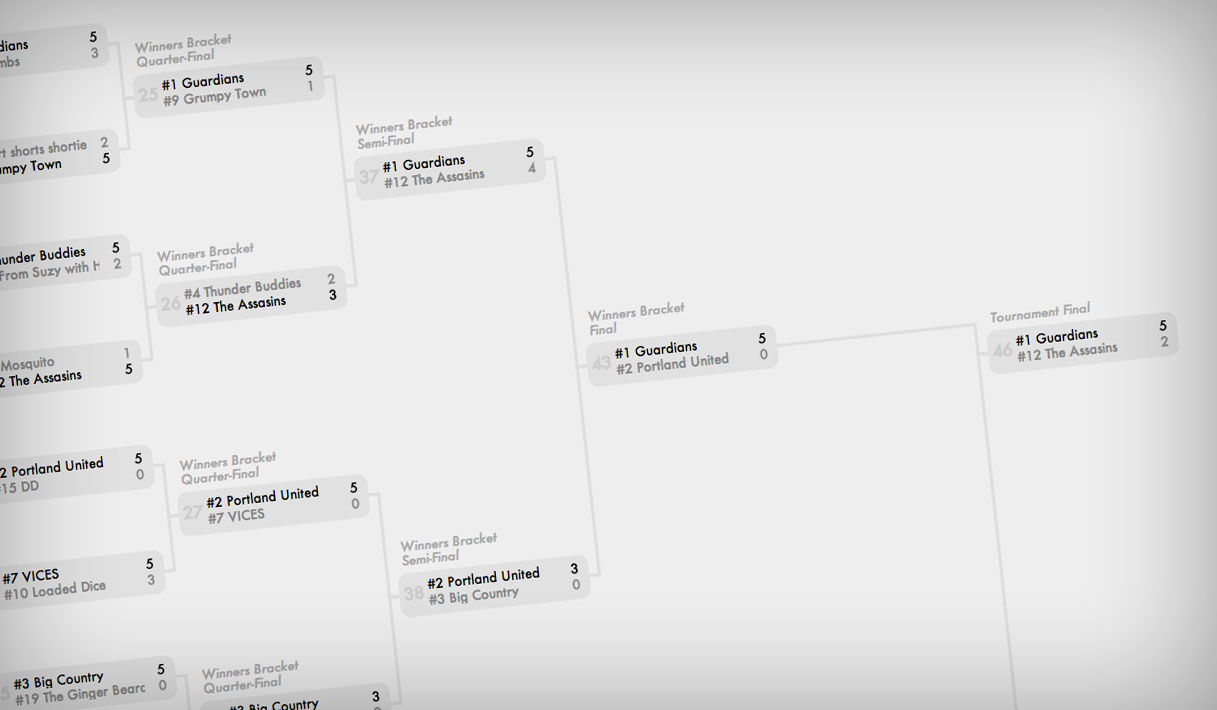 dians 5
mbs 3
rt shorts shortie 2
mpy Town 5
hunder Buddies 5
From Suzy with H 2
Mosquito 1
2 The Assasins 5
2 Portland United 5
#15 DD 0
#7 VICES 5
#10 Loaded Dice 3
5 #3 Big Country 5
#19 The Ginger Bearc 0
Winners Bracket
Quarter-Final
25 #1 Guardians 5
#9 Grumpy Town 1
Winners Bracket
Quarter-Final
26 #4 Thunder Buddies 2
#12 The Assasins 3
Winners Bracket
Quarter-Final
27 #2 Portland United 5
#7 VICES 0
Winners Bracket
Quarter-Final
#3 Big Country 3
Winners Bracket
Semi-Final
37 #1 Guardians 5
#12 The Assasins 4
Winners Bracket
Semi-Final
38 #2 Portland United 3
#3 Big Country 0
Winners Bracket
Final
43 #1 Guardians 5
#2 Portland United 0
Tournament Final
46 #1 Guardians 5
#12 The Assasins 2